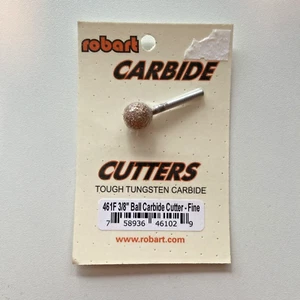 robart
CARBIDE
CUTTERS
TOUGH TUNGSTEN CARBIDE
461F 3/8" Ball Carbide Cutter - Fine
7 58936 46102 9
www.robart.com